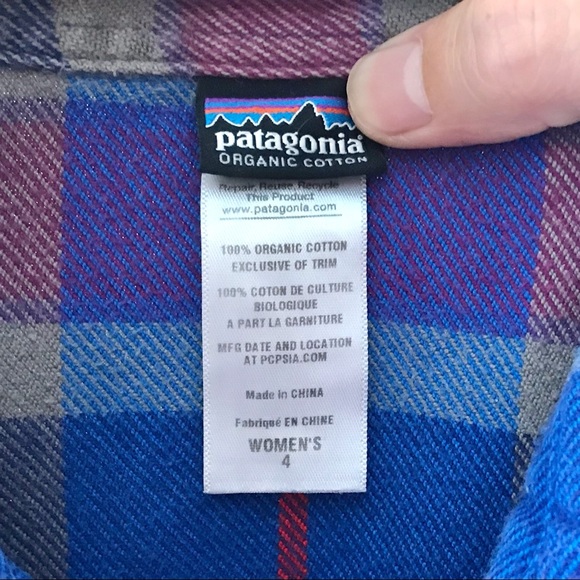 patagonia®
ORGANIC COTTON
Repair, Reuse, Recycle
This Product
www.patagonia.com
100% ORGANIC COTTON
EXCLUSIVE OF TRIM
100% COTON DE CULTURE
BIOLOGIQUE
A PART LA GARNITURE
MFG DATE AND LOCATION
AT PCPSIA.COM
Made in CHINA
Fabriqué EN CHINE
WOMEN'S
4